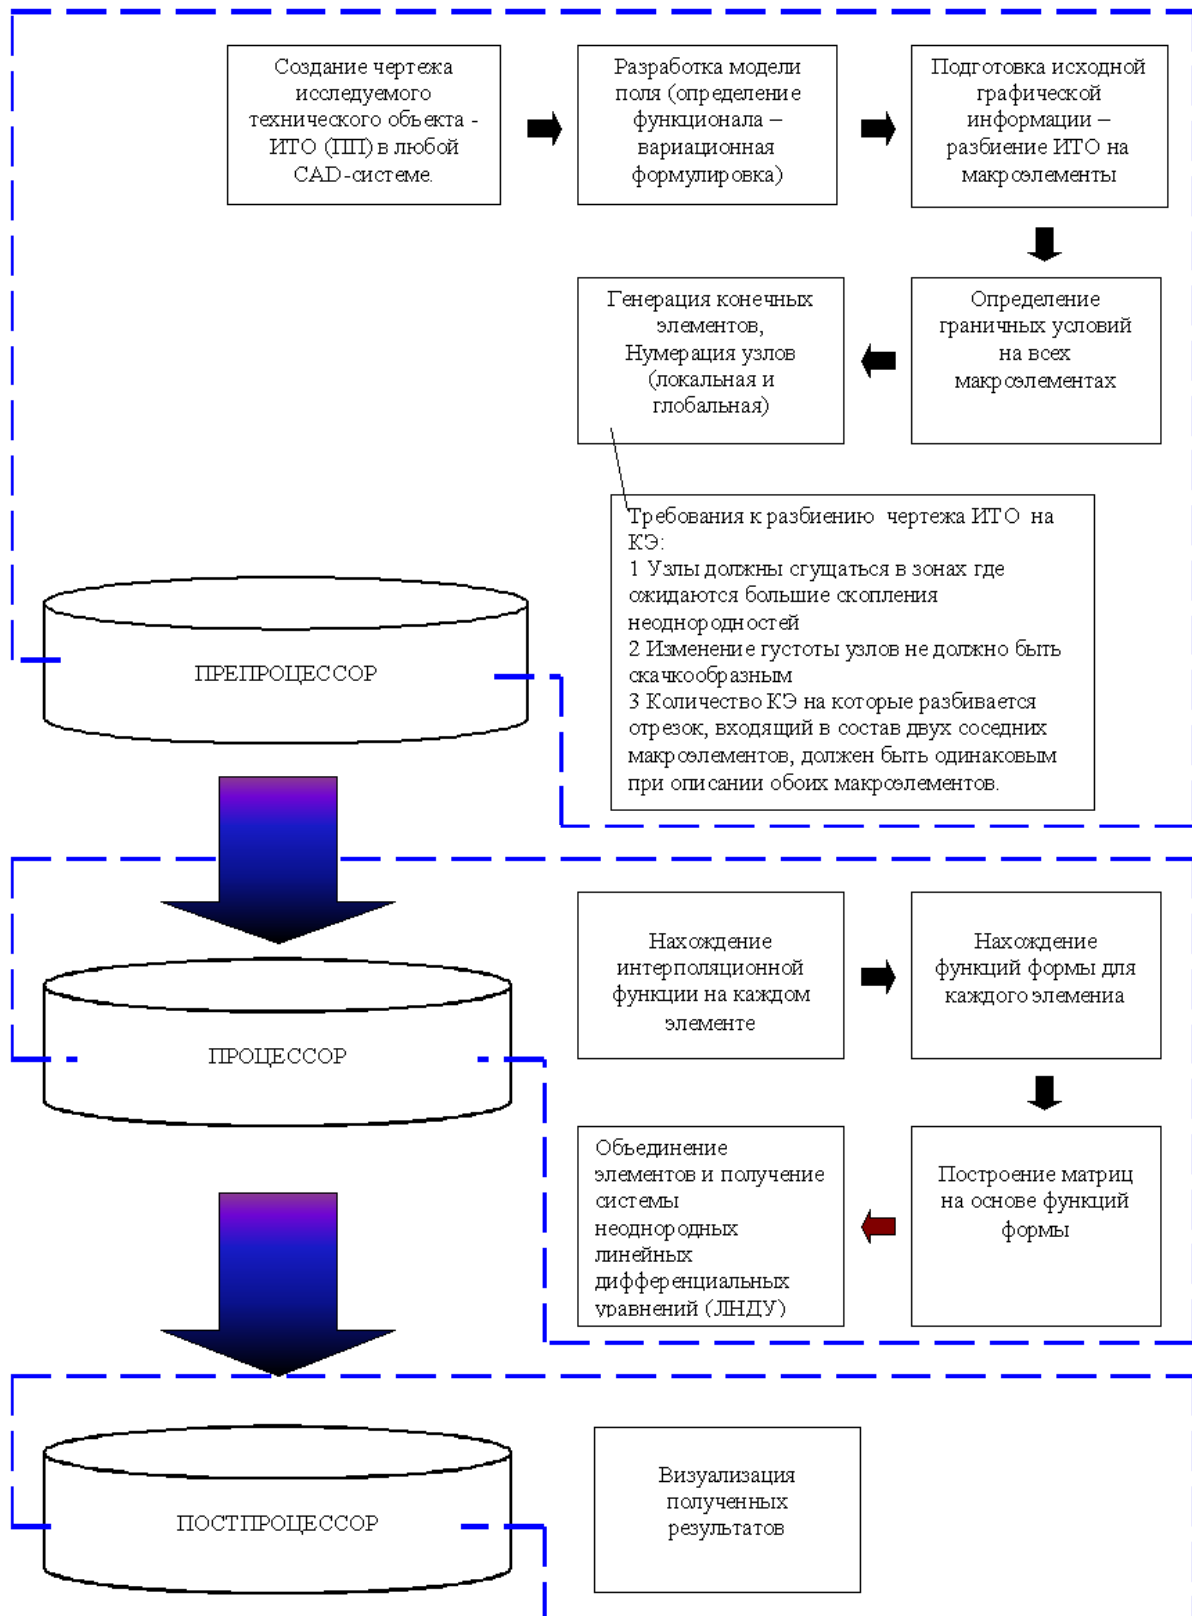 Создание чертежа
исследуемого
технического объекта -
ИТО (ПП) в любой
CAD-системе.
Разработка модели
поля (определение
функционала –
вариационная
формулировка)
Подготовка исходной
графической
информации –
разбиение ИТО на
макроэлементы
Определение
граничных условий
на всех
макроэлементах
Генерация конечных
элементов,
Нумерация узлов
(локальная и
глобальная)
Требования к разбиению чертежа ИТО на
КЭ:
1 Узлы должны сгущаться в зонах где
ожидаются большие скопления
неоднородностей
2 Изменение густоты узлов не должно быть
скачкообразным
3 Количество КЭ на которые разбивается
отрезок, входящий в состав двух соседних
макроэлементов, должен быть одинаковым
при описании обоих макроэлементов.
ПРЕПРОЦЕССОР
Нахождение
интерполяционной
функции на каждом
элементе
Нахождение
функций формы для
каждого элемениа
ПРОЦЕССОР
Построение матриц
на основе функций
формы
Объединение
элементов и получение
системы
неоднородных
линейных
дифференциальных
уравнений (ЛНДУ)
ПОСТПРОЦЕССОР
Визуализация
полученных
результатов